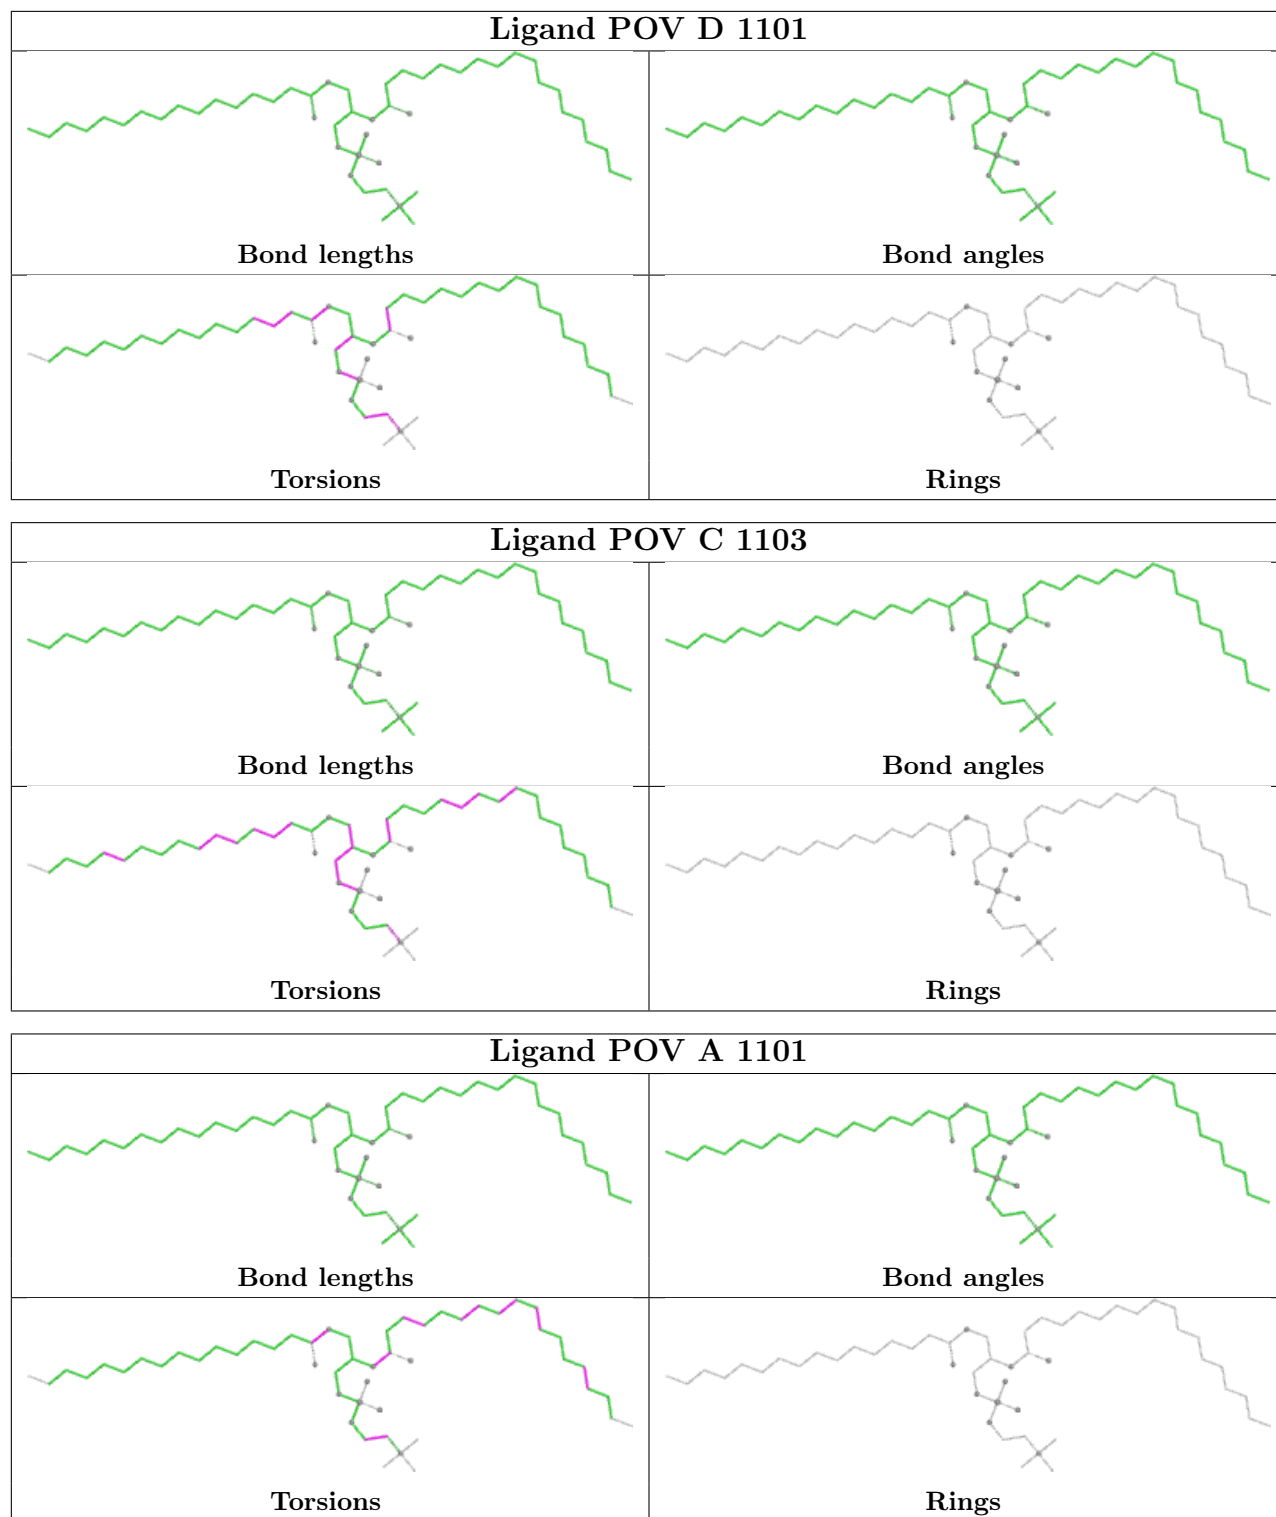 Ligand POV D 1101
Bond lengths
Bond angles
Torsions
Rings
Ligand POV C 1103
Bond lengths
Bond angles
Torsions
Rings
Ligand POV A 1101
Bond lengths
Bond angles
Torsions
Rings